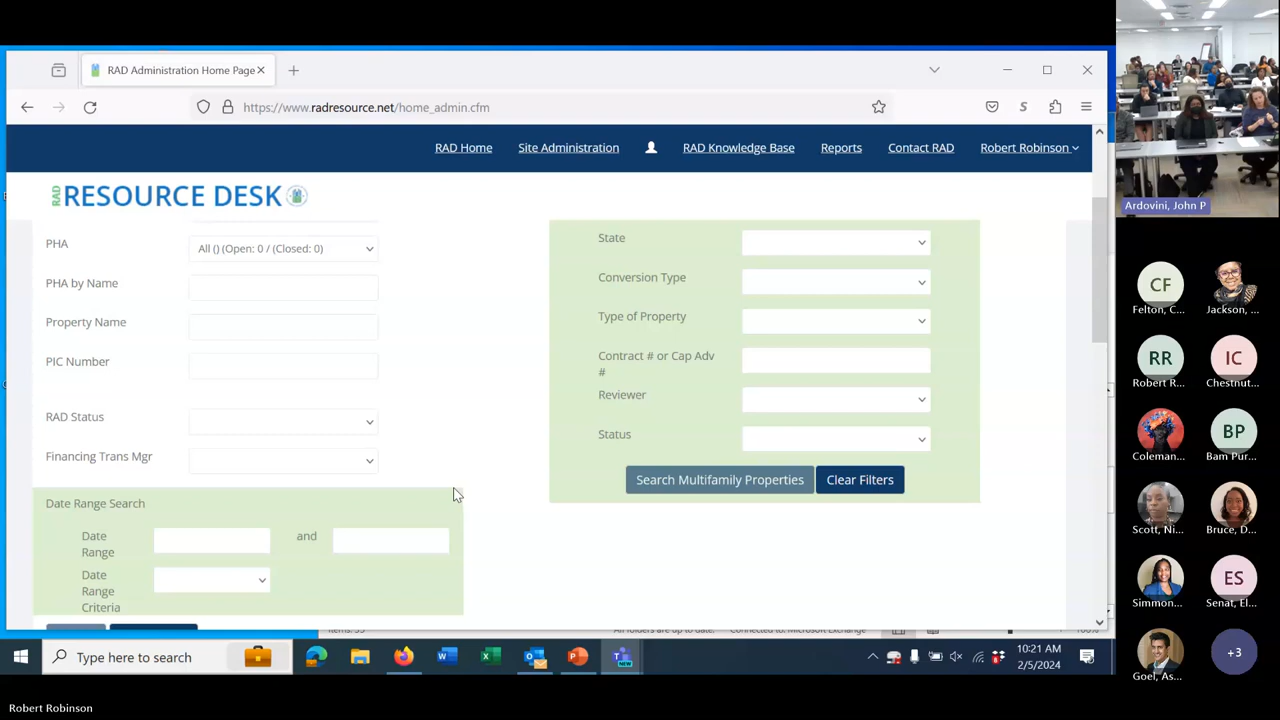 RAD Administration Home Page
https://www.radresource.net/home_admin.cfm
S
RAD Home
Site Administration
RAD Knowledge Base
Reports
Contact RAD
Robert Robinson
RAD RESOURCE DESK
PHA
All () (Open: 0 / (Closed: 0)
PHA by Name
Property Name
PIC Number
RAD Status
Financing Trans Mgr
Date Range Search
Date
Range
and
Date
Range
Criteria
State
Conversion Type
Type of Property
Contract # or Cap Adv
#
Reviewer
Status
Search Multifamily Properties
Clear Filters
Type here to search
NEW
10:21 AM
2/5/2024
Robert Robinson
Ardovini, John P
CF
Felton, C...
Jackson, ...
RR
Robert R...
IC
Chestnut...
Coleman...
BP
Bam Pur...
Scott, Ni...
Bruce, D...
Simmon...
ES
Senat, El...
Goel, As...
+3